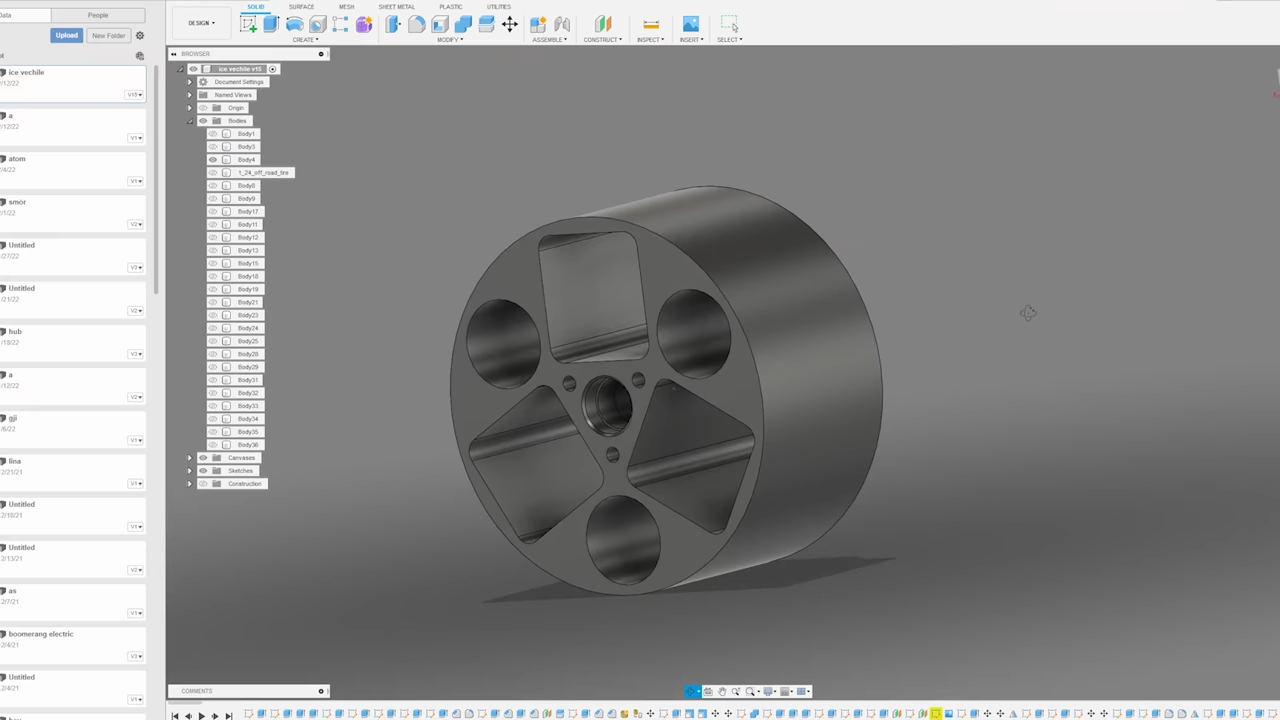 Data
People
Upload
New Folder
ice vechile
V15
a
V1
atom
V1
smör
V2
Untitled
V3
Untitled
V2
hub
V3
a
V2
gji
V1
lina
V1
Untitled
V1
Untitled
V1
as
V1
boomerang electric
V3
Untitled
V1
DESIGN
SOLID
SURFACE
MESH
SHEET METAL
PLASTIC
UTILITIES
CREATE
MODIFY
ASSEMBLE
CONSTRUCT
INSPECT
INSERT
SELECT
BROWSER
ice vechile v15
Document Settings
Named Views
Origin
Bodies
Body1
Body3
Body4
1_24_off_road_tire
Body8
Body9
Body17
Body11
Body12
Body13
Body15
Body18
Body19
Body21
Body23
Body24
Body25
Body28
Body29
Body31
Body32
Body33
Body34
Body35
Body36
Canvases
Sketches
Construction
COMMENTS